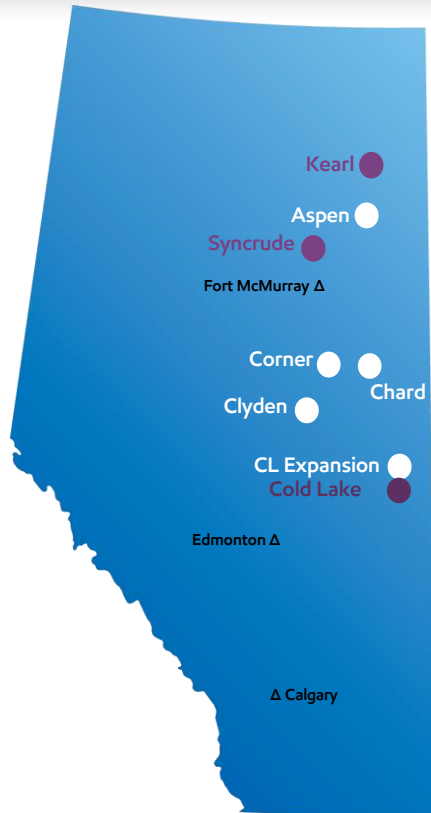 Kearl
Aspen
Syncrude
Fort McMurray Δ
Corner
Chard
Clyden
CL Expansion
Cold Lake
Edmonton Δ
Δ Calgary